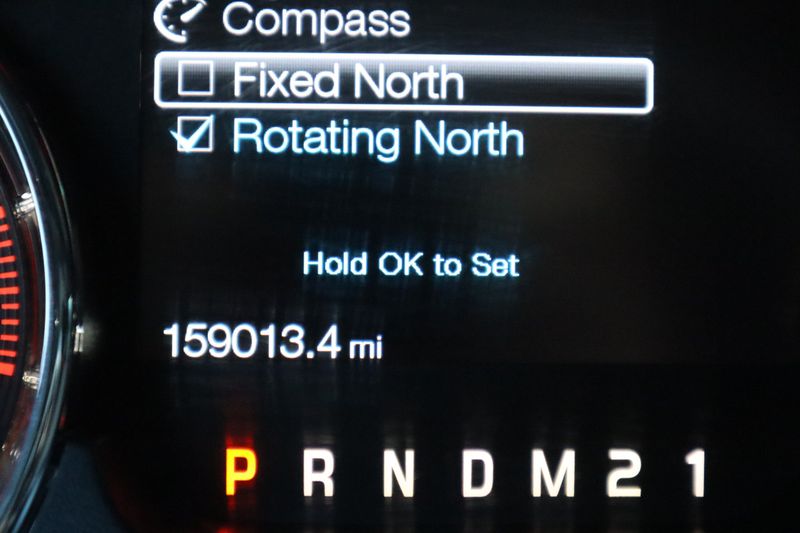 Compass
Fixed North
Rotating North
Hold OK to Set
159013.4 mi
P R N D M 2 1